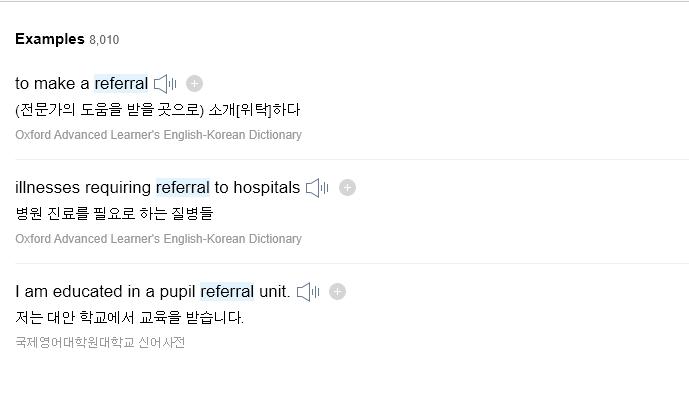 Examples 8,010
to make a referral
(전문가의 도움을 받을 곳으로) 소개[위탁]하다
Oxford Advanced Learner's English-Korean Dictionary
illnesses requiring referral to hospitals
병원 진료를 필요로 하는 질병들
Oxford Advanced Learner's English-Korean Dictionary
I am educated in a pupil referral unit.
저는 대안 학교에서 교육을 받습니다.
국제영어대학원대학교 신어사전